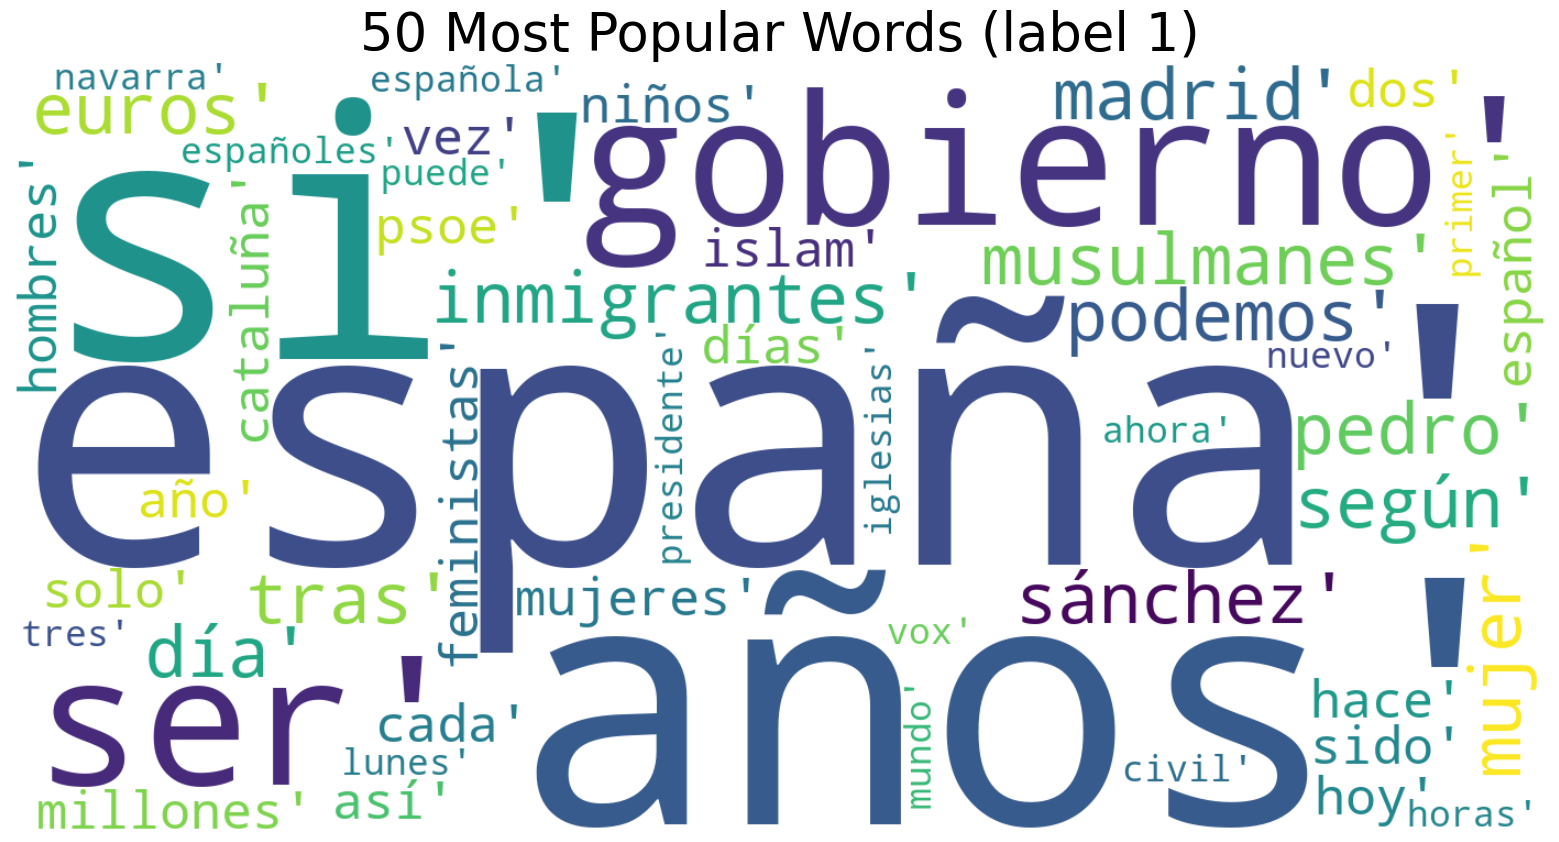 50 Most Popular Words (label 1)
navarra'
española'
euros'
niños'
madrid'
dos'
españoles'
vez'
puede'
si'
gobierno'
primer'
español'
hombres'
cataluña'
psoe'
islam'
musulmanes'
inmigrantes'
podemos'
días'
nuevo'
feministas'
presidente'
iglesias'
españa'
ahora'
pedro'
año'
según'
solo'
tras'
mujeres'
sánchez'
mujer'
tres'
día'
vox'
ser'
años'
cada'
mundo'
hace'
sido'
lunes'
civil'
millones'
así'
hoy'
horas'